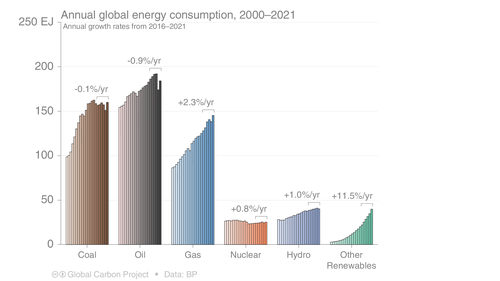 Annual global energy consumption, 2000–2021
250 EJ
Annual growth rates from 2016–2021
200
150
100
50
0
-0.1%/yr
-0.9%/yr
+2.3%/yr
+0.8%/yr
+1.0%/yr
+11.5%/yr
Coal
Oil
Gas
Nuclear
Hydro
Other
Renewables
Global Carbon Project • Data: BP